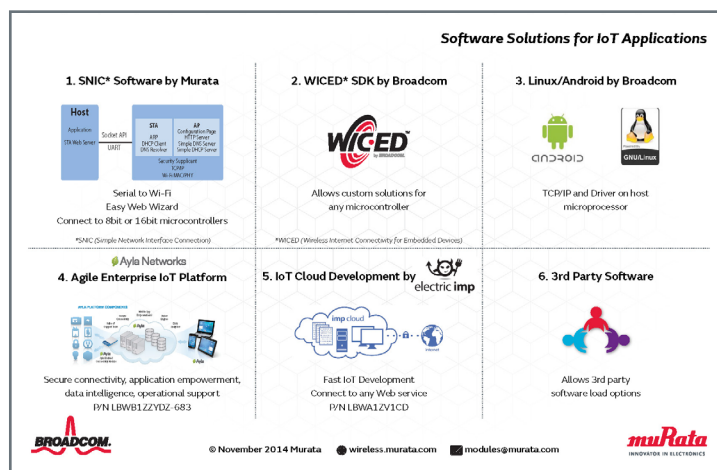 Software Solutions for IoT Applications
1. SNIC* Software by Murata
Host
Application
STA Web Server
Socket API
UART
STA
ARP
DHCP Client
DNS Resolver
AP
Configuration Page
HTTP Server
Simple DNS Server
Simple DHCP Server
Security Supplicant
TCP/IP
Wi-Fi MAC/PHY
Serial to Wi-Fi
Easy Web Wizard
Connect to 8bit or 16bit microcontrollers
*SNIC (Simple Network Interface Connection)
2. WICED* SDK by Broadcom
WICED
by BROADCOM.
Allows custom solutions for
any microcontroller
*WICED (Wireless Internet Connectivity for Embedded Devices)
3. Linux/Android by Broadcom
ANDROID
GNU/Linux
TCP/IP and Driver on host
microprocessor
Ayla Networks
4. Agile Enterprise IoT Platform
AYLA PLATFORM COMPONENTS
Ayla
Ayla
Ayla
Secure connectivity, application empowerment,
data intelligence, operational support
P/N LBWB1ZZYDZ-683
5. IoT Cloud Development by
electric imp
imp cloud
internet
Fast IoT Development
Connect to any Web service
P/N LBWA1ZV1CD
6. 3rd Party Software
Allows 3rd party
software load options
BROADCOM.
© November 2014 Murata
wireless.murata.com
modules@murata.com
muRata
INNOVATOR IN ELECTRONICS